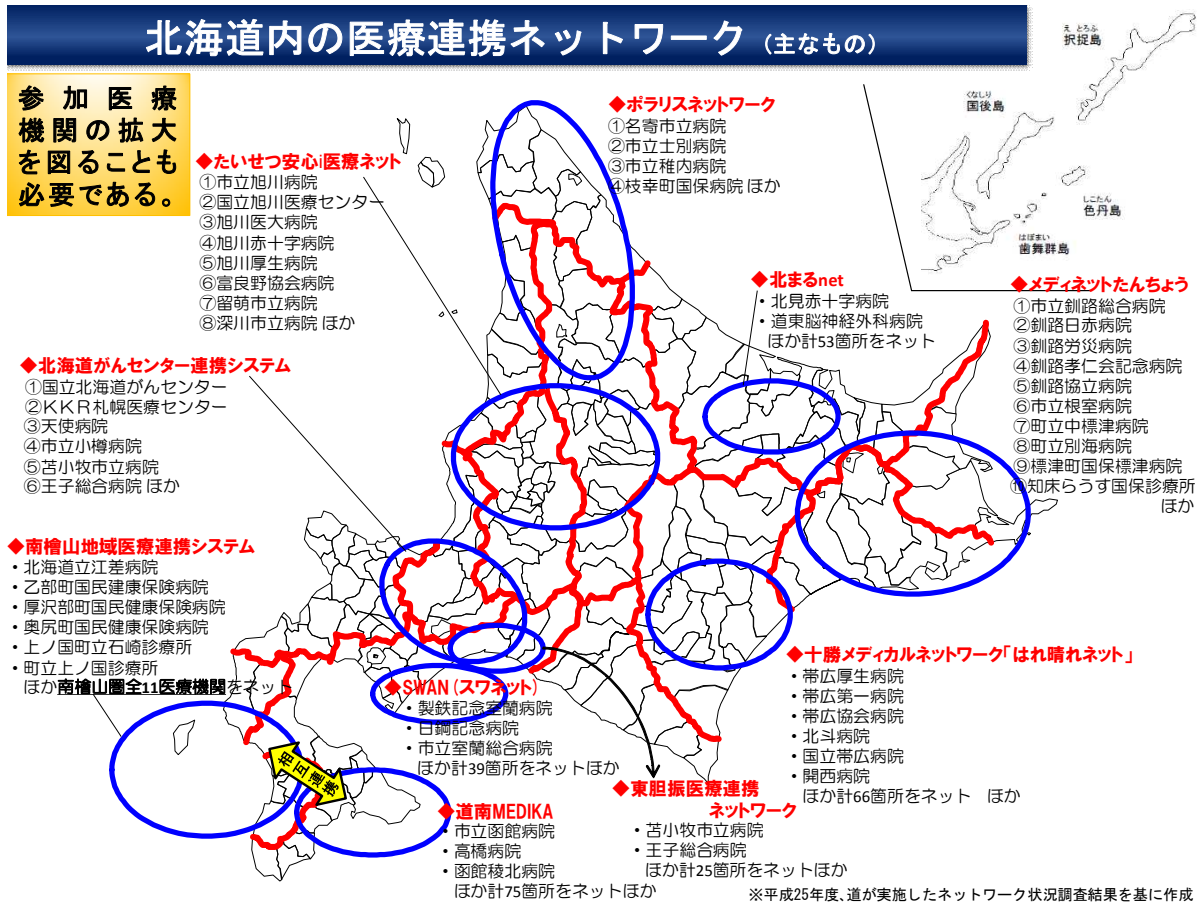 北海道内の医療連携ネットワーク（主なもの）
参加医療
機関の拡大
を図ることも
必要である。
え とろふ
択捉島
くなしり
国後島
しこたん
色丹島
はぼまい
歯舞群島
◆ポラリスネットワーク
①名寄市立病院
②市立士別病院
③市立稚内病院
④枝幸町国保病院 ほか
◆たいせつ安心i医療ネット
①市立旭川病院
②国立旭川医療センター
③旭川医大病院
④旭川赤十字病院
⑤旭川厚生病院
⑥富良野協会病院
⑦留萌市立病院
⑧深川市立病院 ほか
◆北まるnet
・北見赤十字病院
・道東脳神経外科病院
ほか計53箇所をネット
◆メディネットたんちょう
①市立釧路総合病院
②釧路日赤病院
③釧路労災病院
④釧路孝仁会記念病院
⑤釧路協立病院
⑥市立根室病院
⑦町立中標津病院
⑧町立別海病院
⑨標津町国保標津病院
⑩知床らうす国保診療所
ほか
◆北海道がんセンター連携システム
①国立北海道がんセンター
②ＫＫＲ札幌医療センター
③天使病院
④市立小樽病院
⑤苫小牧市立病院
⑥王子総合病院 ほか
◆南檜山地域医療連携システム
・北海道立江差病院
・乙部町国民建康保険病院
・厚沢部町国民健康保険病院
・奥尻町国民健康保険病院
・上ノ国町立石崎診療所
・町立上ノ国診療所
ほか南檜山圏全11医療機関をネット
◆SWAN（スワネット）
・製鉄記念室蘭病院
・日鋼記念病院
・市立室蘭総合病院
ほか計39箇所をネットほか
◆十勝メディカルネットワーク「はれ晴れネット」
・帯広厚生病院
・帯広第一病院
・帯広協会病院
・北斗病院
・国立帯広病院
・開西病院
ほか計66箇所をネット　ほか
相互連携
◆道南MEDIKA
・市立函館病院
・高橋病院
・函館稜北病院
ほか計75箇所をネットほか
◆東胆振医療連携
ネットワーク
・苫小牧市立病院
・王子総合病院
ほか計25箇所をネットほか
※平成25年度、道が実施したネットワーク状況調査結果を基に作成